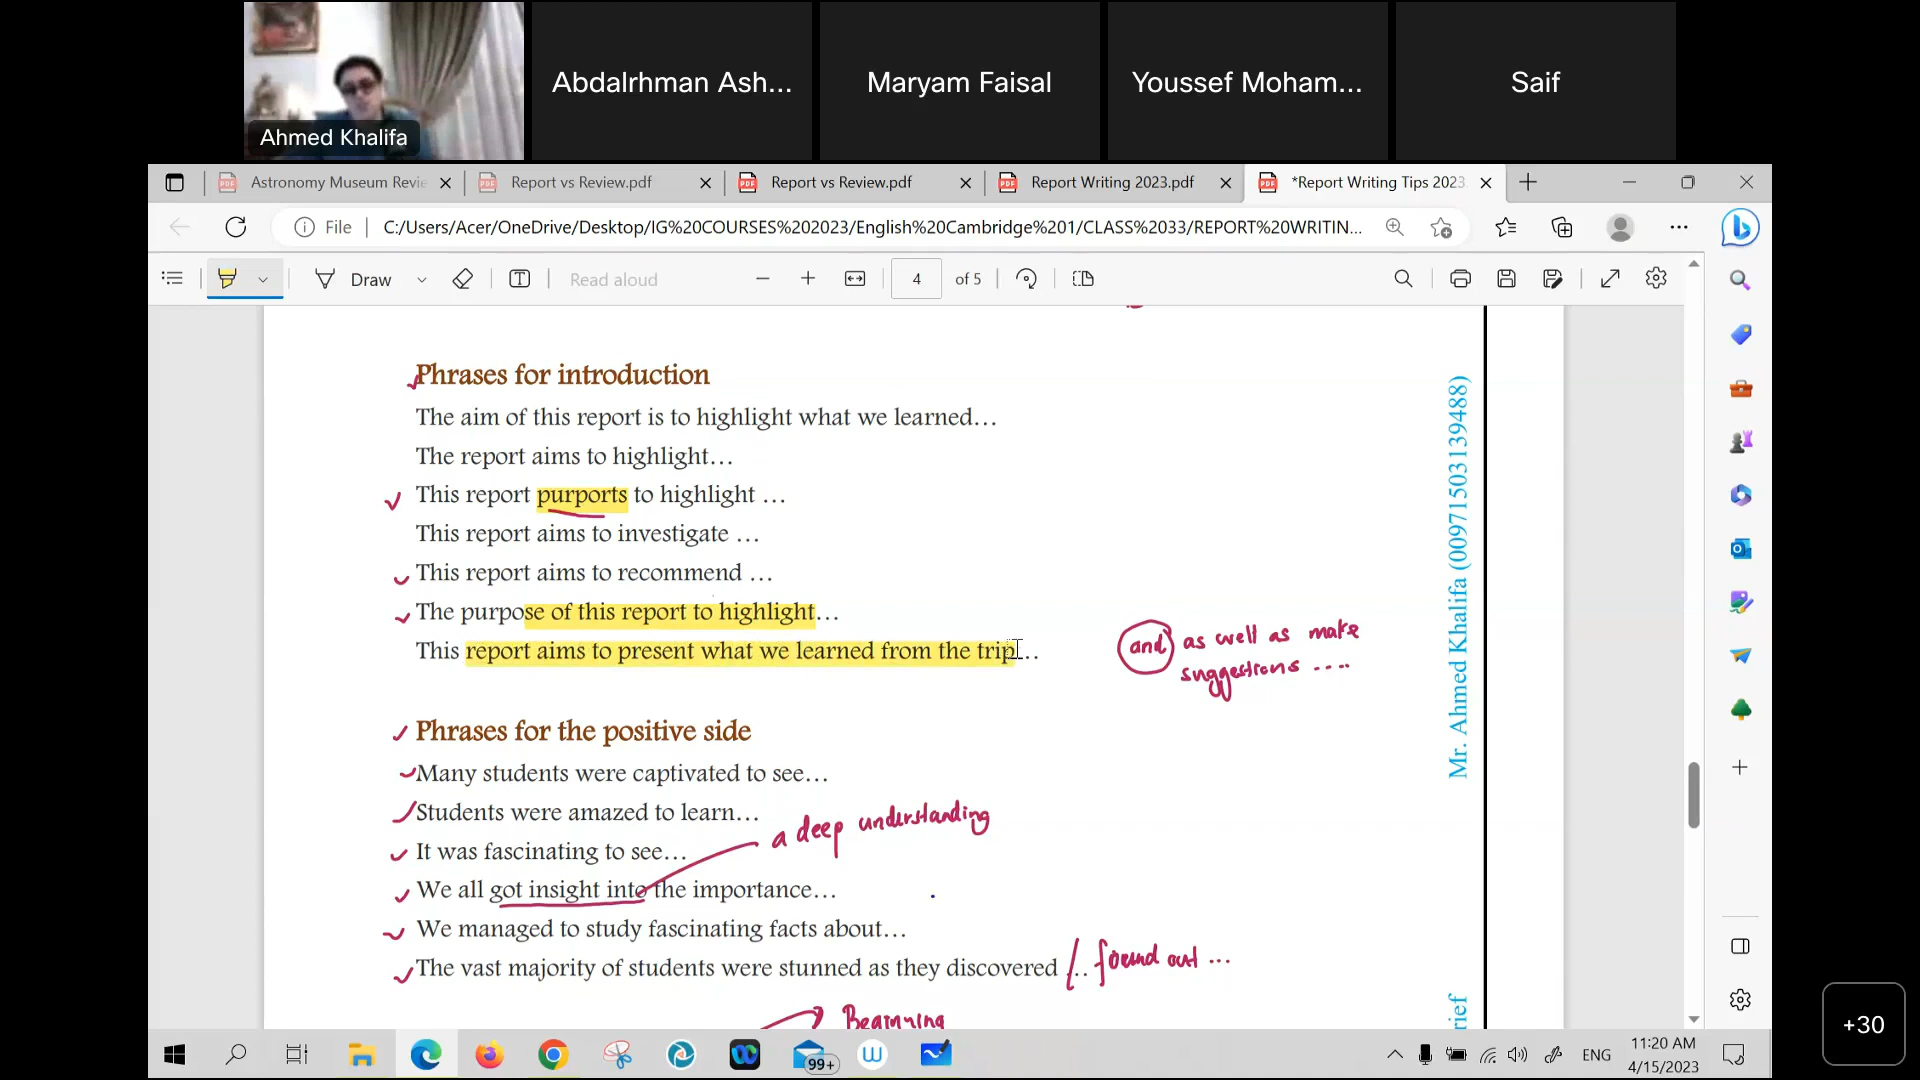 Ahmed Khalifa
Abdalrhman Ash...
Maryam Faisal
Youssef Moham...
Saif
Astronomy Museum Revie
Report vs Review.pdf
Report vs Review.pdf
Report Writing 2023.pdf
*Report Writing Tips 2023
File
C:/Users/Acer/OneDrive/Desktop/IG%20COURSES%202023/English%20Cambridge%201/CLASS%2033/REPORT%20WRITIN...
Draw
Read aloud
4 of 5
Phrases for introduction
The aim of this report is to highlight what we learned…
The report aims to highlight…
This report purports to highlight …
This report aims to investigate …
This report aims to recommend …
The purpose of this report to highlight…
This report aims to present what we learned from the trip…
and as well as make
suggestions ....
Phrases for the positive side
Many students were captivated to see…
Students were amazed to learn…
a deep understanding
It was fascinating to see…
We all got insight into the importance…
We managed to study fascinating facts about…
The vast majority of students were stunned as they discovered …
/ found out ...
Beginning
Mr. Ahmed Khalifa (00971503139488)
rief
+30
99+
ENG
11:20 AM
4/15/2023